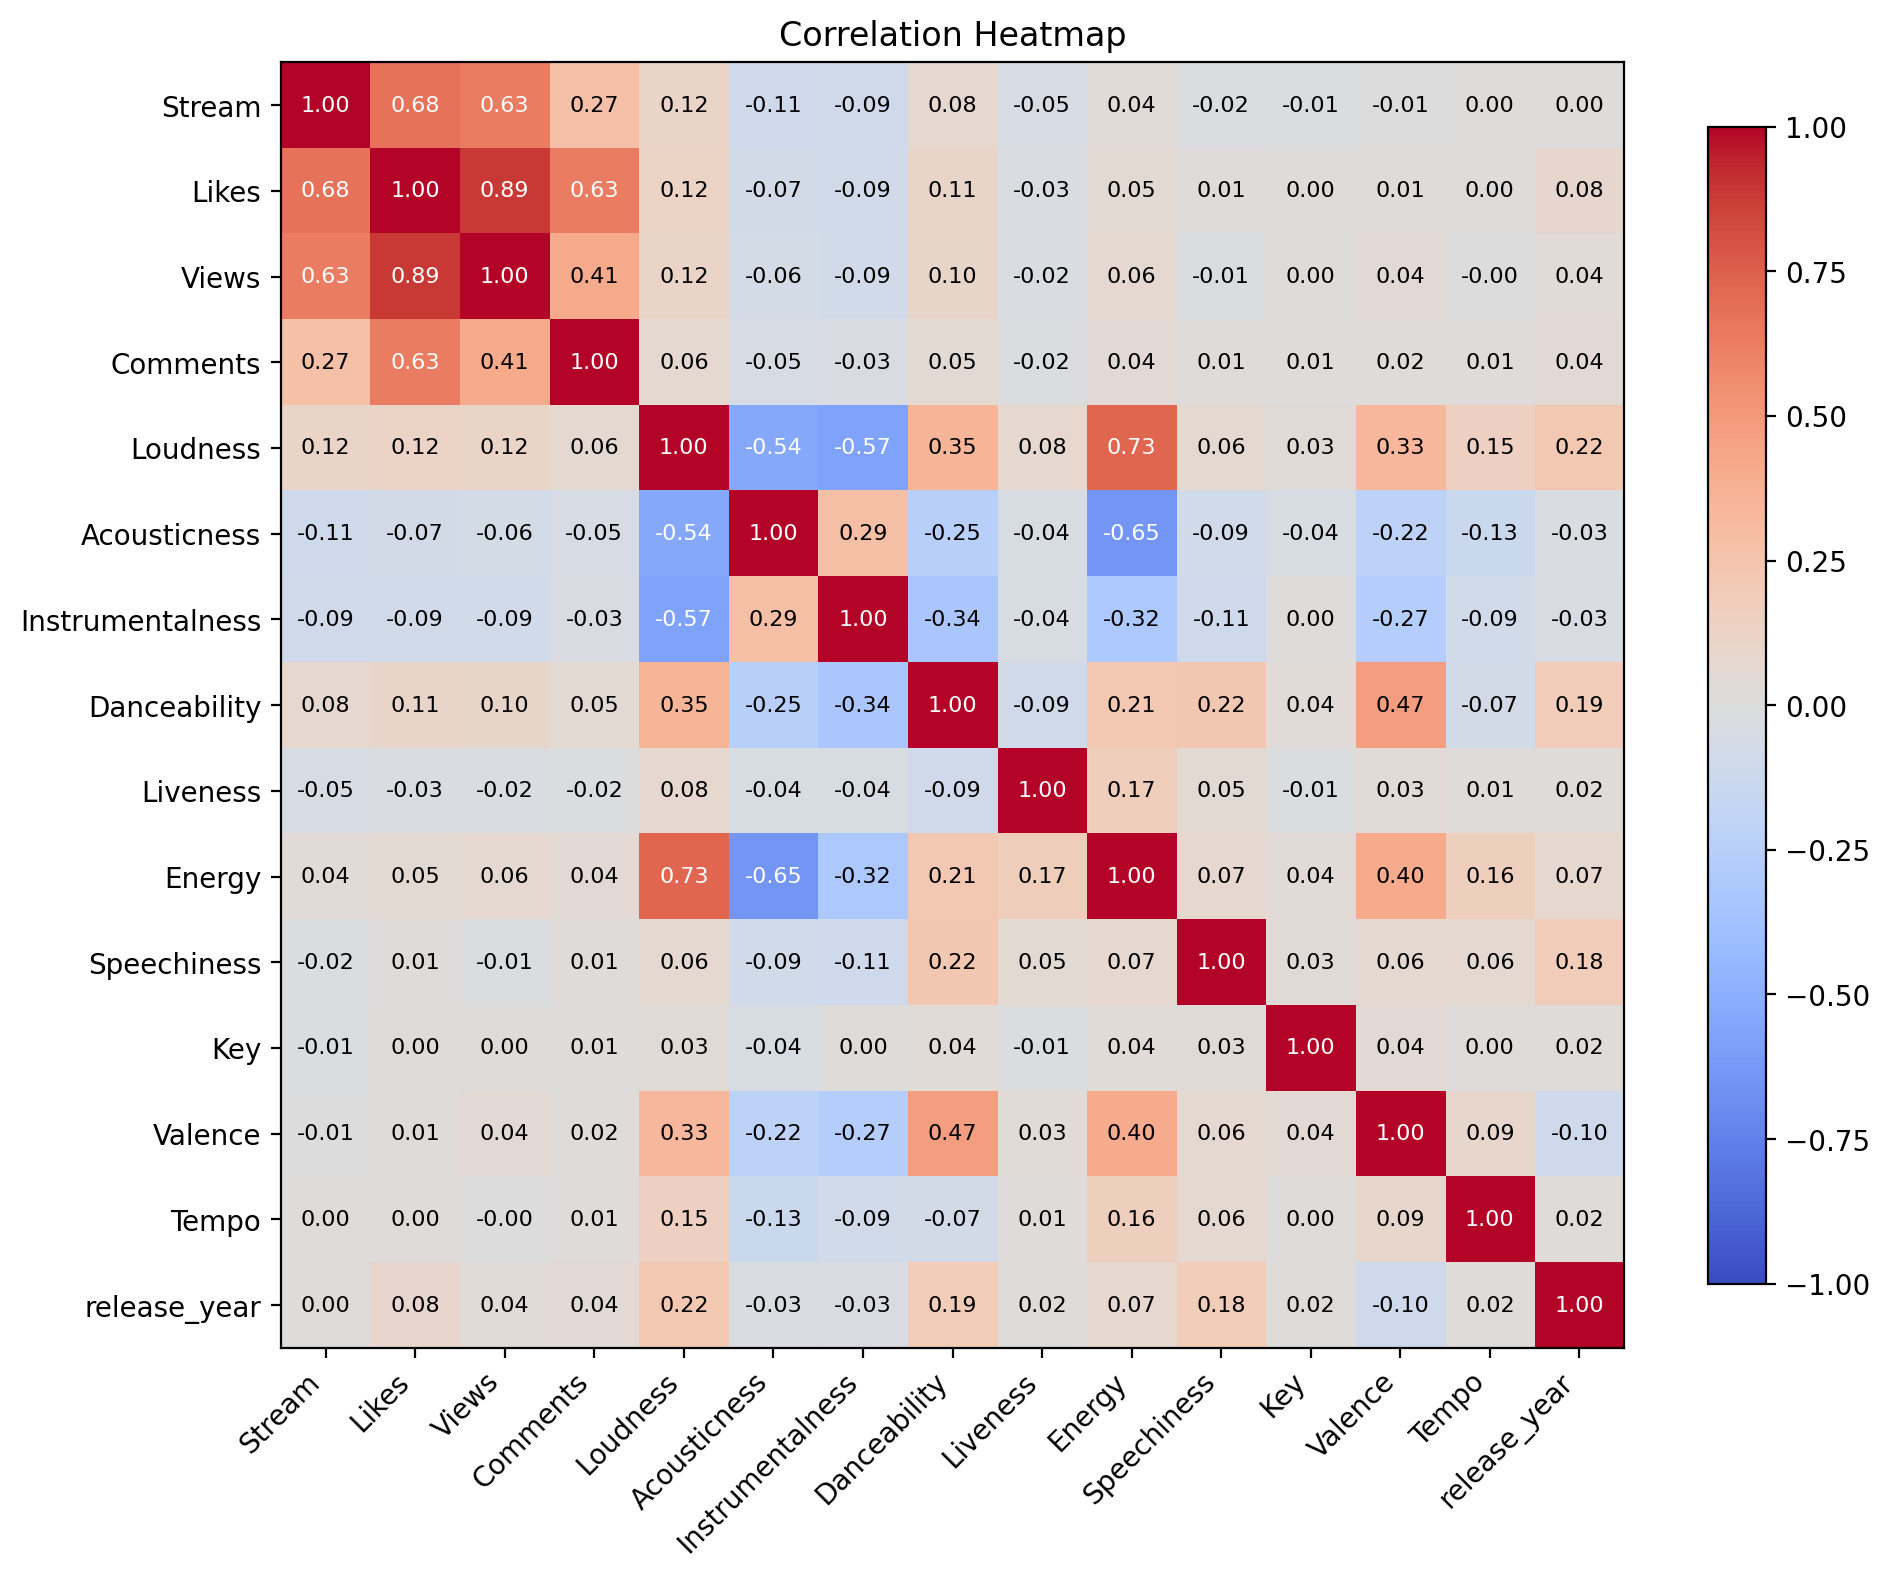 Correlation Heatmap
Stream 1.00 0.68 0.63 0.27 0.12 -0.11 -0.09 0.08 -0.05 0.04 -0.02 -0.01 -0.01 0.00 0.00
Likes 0.68 1.00 0.89 0.63 0.12 -0.07 -0.09 0.11 -0.03 0.05 0.01 0.00 0.01 0.00 0.08
Views 0.63 0.89 1.00 0.41 0.12 -0.06 -0.09 0.10 -0.02 0.06 -0.01 0.00 0.04 -0.00 0.04
Comments 0.27 0.63 0.41 1.00 0.06 -0.05 -0.03 0.05 -0.02 0.04 0.01 0.01 0.02 0.01 0.04
Loudness 0.12 0.12 0.12 0.06 1.00 -0.54 -0.57 0.35 0.08 0.73 0.06 0.03 0.33 0.15 0.22
Acousticness -0.11 -0.07 -0.06 -0.05 -0.54 1.00 0.29 -0.25 -0.04 -0.65 -0.09 -0.04 -0.22 -0.13 -0.03
Instrumentalness -0.09 -0.09 -0.09 -0.03 -0.57 0.29 1.00 -0.34 -0.04 -0.32 -0.11 0.00 -0.27 -0.09 -0.03
Danceability 0.08 0.11 0.10 0.05 0.35 -0.25 -0.34 1.00 -0.09 0.21 0.22 0.04 0.47 -0.07 0.19
Liveness -0.05 -0.03 -0.02 -0.02 0.08 -0.04 -0.04 -0.09 1.00 0.17 0.05 -0.01 0.03 0.01 0.02
Energy 0.04 0.05 0.06 0.04 0.73 -0.65 -0.32 0.21 0.17 1.00 0.07 0.04 0.40 0.16 0.07
Speechiness -0.02 0.01 -0.01 0.01 0.06 -0.09 -0.11 0.22 0.05 0.07 1.00 0.03 0.06 0.06 0.18
Key -0.01 0.00 0.00 0.01 0.03 -0.04 0.00 0.04 -0.01 0.04 0.03 1.00 0.04 0.00 0.02
Valence -0.01 0.01 0.04 0.02 0.33 -0.22 -0.27 0.47 0.03 0.40 0.06 0.04 1.00 0.09 -0.10
Tempo 0.00 0.00 -0.00 0.01 0.15 -0.13 -0.09 -0.07 0.01 0.16 0.06 0.00 0.09 1.00 0.02
release_year 0.00 0.08 0.04 0.04 0.22 -0.03 -0.03 0.19 0.02 0.07 0.18 0.02 -0.10 0.02 1.00
Stream Likes Views Comments Loudness Acousticness Instrumentalness Danceability Liveness Energy Speechiness Key Valence Tempo release_year
1.00
0.75
0.50
0.25
0.00
−0.25
−0.50
−0.75
−1.00